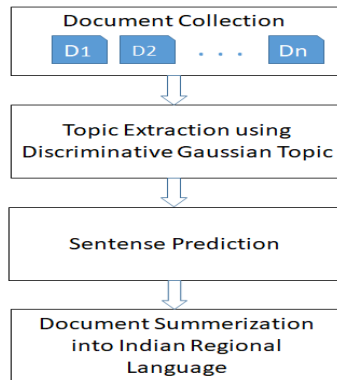 Document Collection
D1 D2 . . . Dn
Topic Extraction using
Discriminative Gaussian Topic
Sentense Prediction
Document Summerization
into Indian Regional
Language